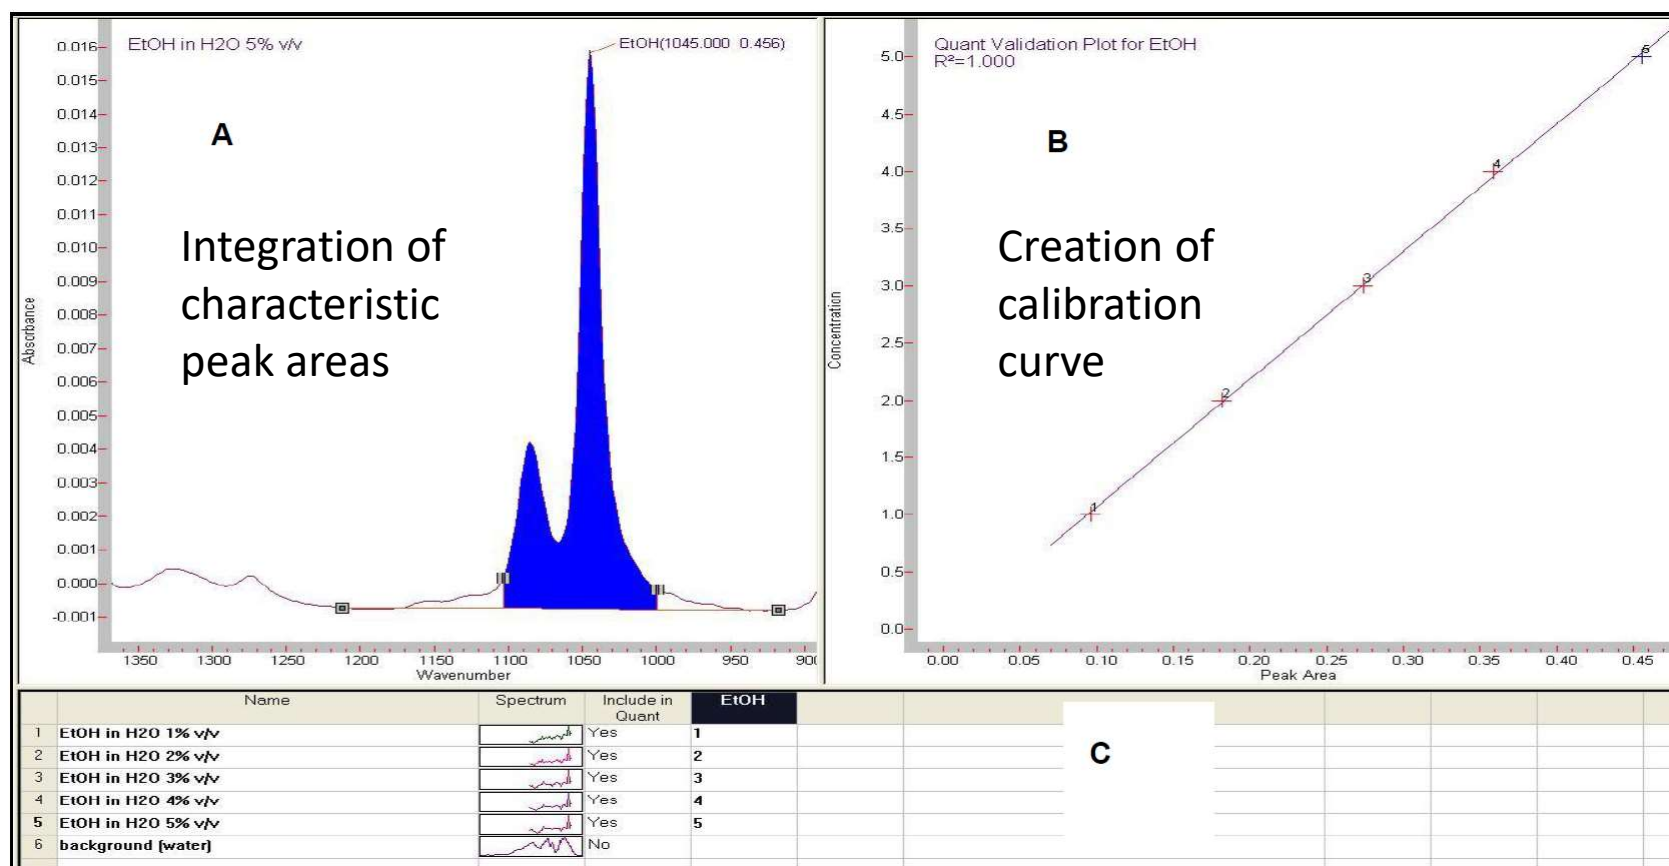 EtOH in H2O 5% v/v
EtOH(1045.000 0.456)
A
Integration of
characteristic
peak areas
0.016
0.015
0.014
0.013
0.012
0.011
0.010
0.009
0.008
0.007
0.006
0.005
0.004
0.003
0.002
0.001
0.000
-0.001
Absorbance
1350 1300 1250 1200 1150 1100 1050 1000 950 900
Wavenumber
Quant Validation Plot for EtOH
R²=1.000
B
Creation of
calibration
curve
5.0
4.5
4.0
3.5
3.0
2.5
2.0
1.5
1.0
0.5
0.0
Concentration
1
2
3
4
5
0.00 0.05 0.10 0.15 0.20 0.25 0.30 0.35 0.40 0.45
Peak Area
Name Spectrum Include in Quant EtOH
1 EtOH in H2O 1% v/v Yes 1
2 EtOH in H2O 2% v/v Yes 2
3 EtOH in H2O 3% v/v Yes 3
4 EtOH in H2O 4% v/v Yes 4
5 EtOH in H2O 5% v/v Yes 5
6 background (water) No
C